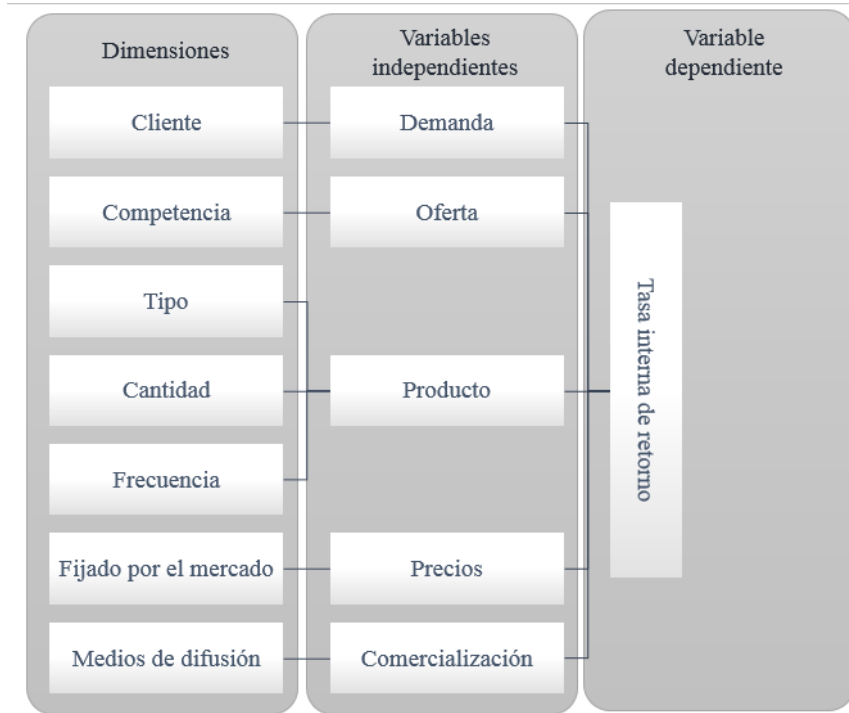 Dimensiones
Cliente
Competencia
Tipo
Cantidad
Frecuencia
Fijado por el mercado
Medios de difusión
Variables
independientes
Demanda
Oferta
Producto
Precios
Comercialización
Variable
dependiente
Tasa interna de retorno